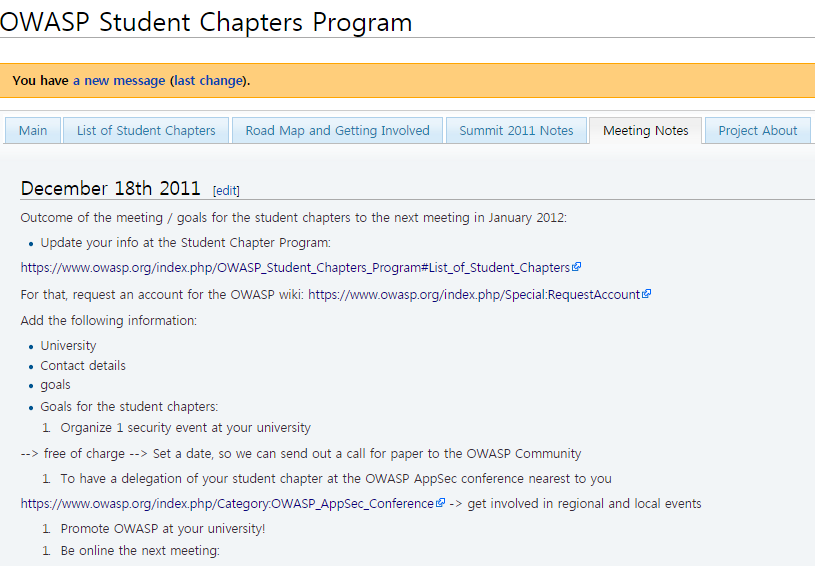 OWASP Student Chapters Program
You have a new message (last change).
Main
List of Student Chapters
Road Map and Getting Involved
Summit 2011 Notes
Meeting Notes
Project About
December 18th 2011 [edit]
Outcome of the meeting / goals for the student chapters to the next meeting in January 2012:
• Update your info at the Student Chapter Program:
https://www.owasp.org/index.php/OWASP_Student_Chapters_Program#List_of_Student_Chapters
For that, request an account for the OWASP wiki: https://www.owasp.org/index.php/Special:RequestAccount
Add the following information:
• University
• Contact details
• goals
• Goals for the student chapters:
1. Organize 1 security event at your university
--> free of charge --> Set a date, so we can send out a call for paper to the OWASP Community
1. To have a delegation of your student chapter at the OWASP AppSec conference nearest to you
https://www.owasp.org/index.php/Category:OWASP_AppSec_Conference -> get involved in regional and local events
1. Promote OWASP at your university!
1. Be online the next meeting: